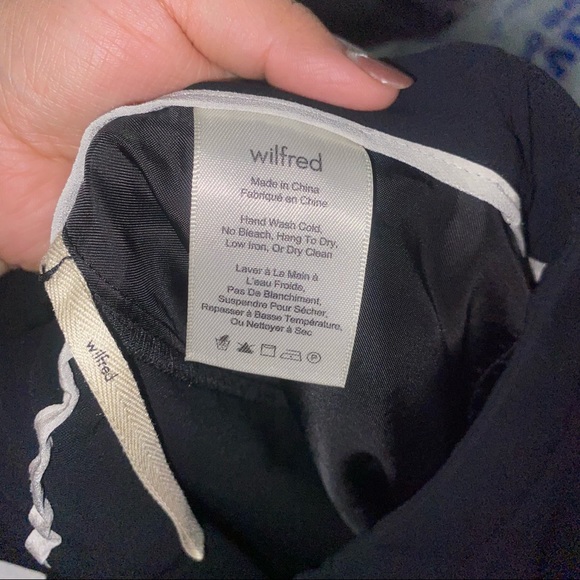 wilfred
Made in China
Fabriqué en Chine
Hand Wash Cold,
No Bleach, Hang To Dry,
Low Iron, Or Dry Clean
Laver à La Main à
L'eau Froide,
Pas De Blanchiment,
Suspendre Pour Sécher,
Repasser à Basse Température,
Ou Nettoyer à Sec
P
wilfred